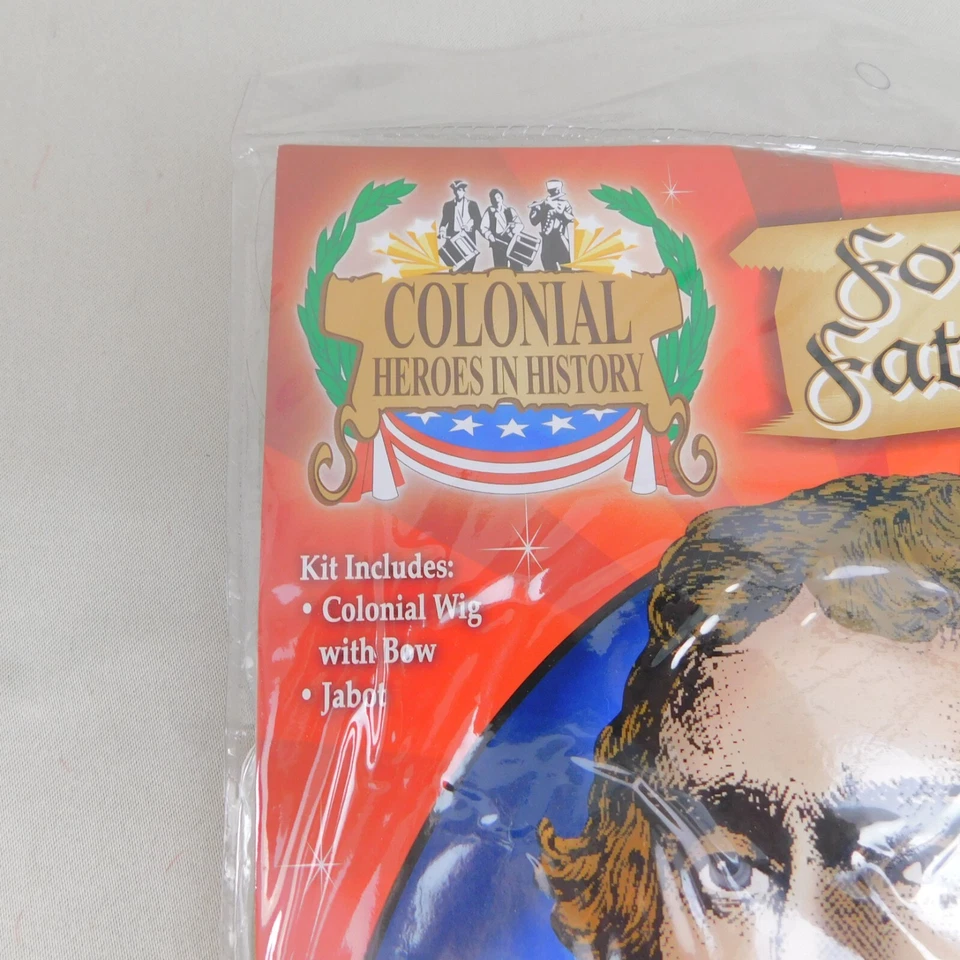 COLONIAL
HEROES IN HISTORY
Kit Includes:
• Colonial Wig
with Bow
• Jabot